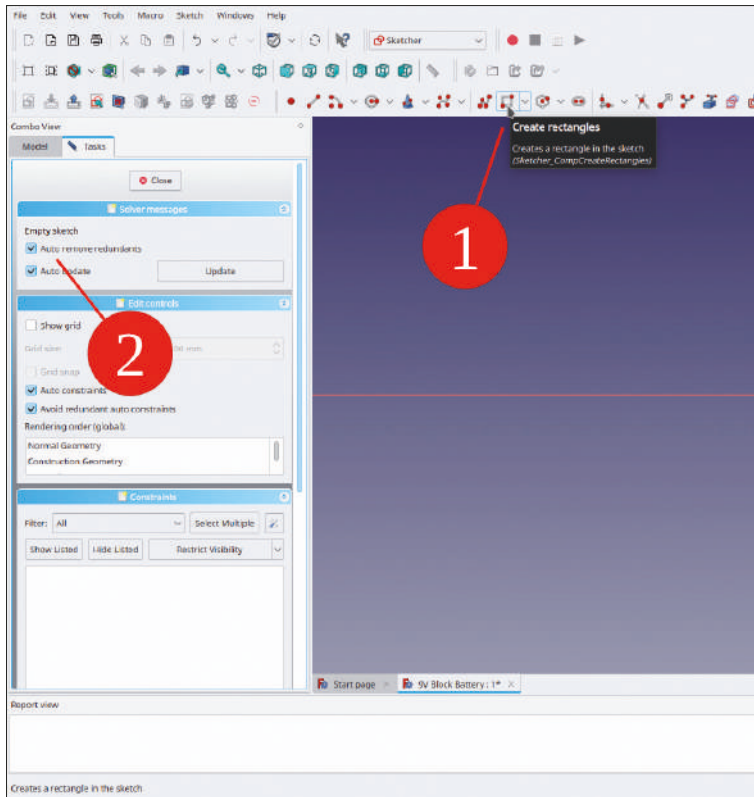 File Edit View Tools Macro Sketch Windows Help
Sketcher
Combo View
Model Tasks
Create rectangles
Creates a rectangle in the sketch
(Sketcher_CompCreateRectangles)
Close
1
Solver messages
Empty sketch
Auto remove redundants
Auto update Update
Edit controls
Show grid
Grid size: mm
2
Grid snap
Auto constraints
Avoid redundant auto constraints
Rendering order (global):
Normal Geometry
Construction Geometry
Constraints
Filter: All Select Multiple
Show Listed Hide Listed Restrict Visibility
Start page 9V Block Battery : 1*
Report view
Creates a rectangle in the sketch